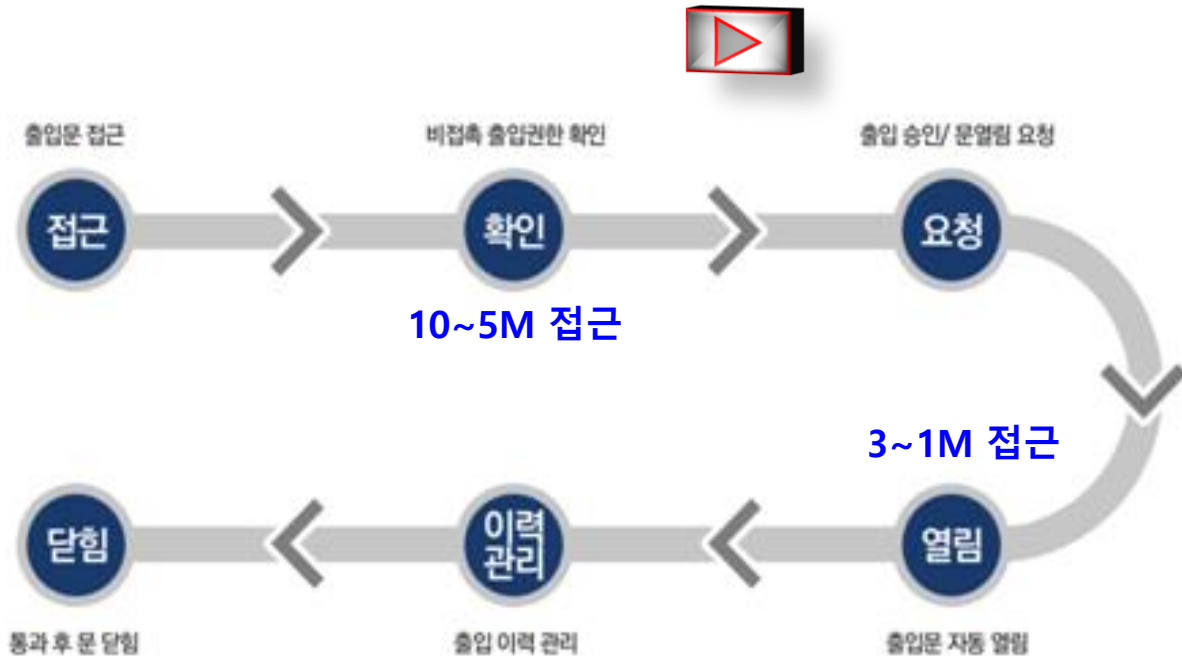 출입문 접근
비접촉 출입권한 확인
출입 승인/ 문열림 요청
접근
확인
요청
10~5M 접근
3~1M 접근
닫힘
이력
관리
열림
통과 후 문 닫힘
출입 이력 관리
출입문 자동 열림